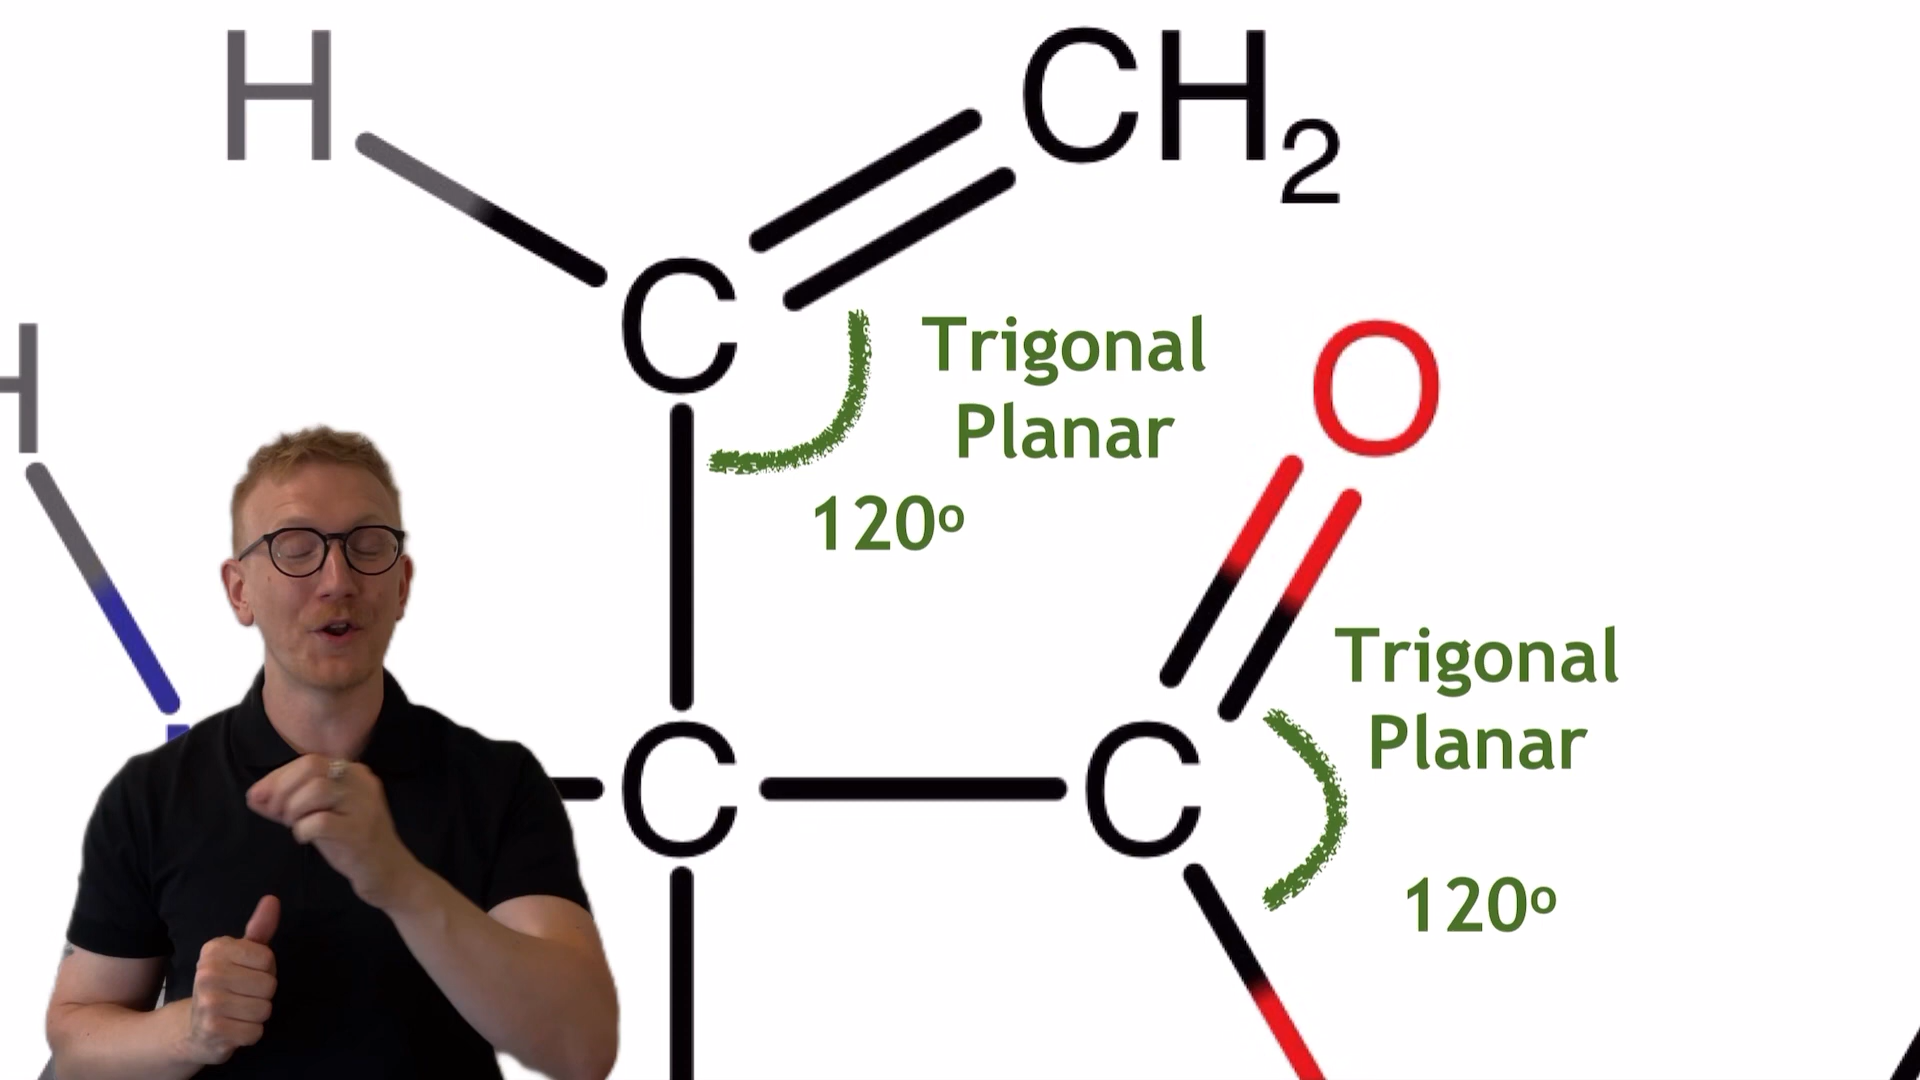 H
CH₂
C
Trigonal
Planar
H
O
120º
Trigonal
Planar
C
C
120º